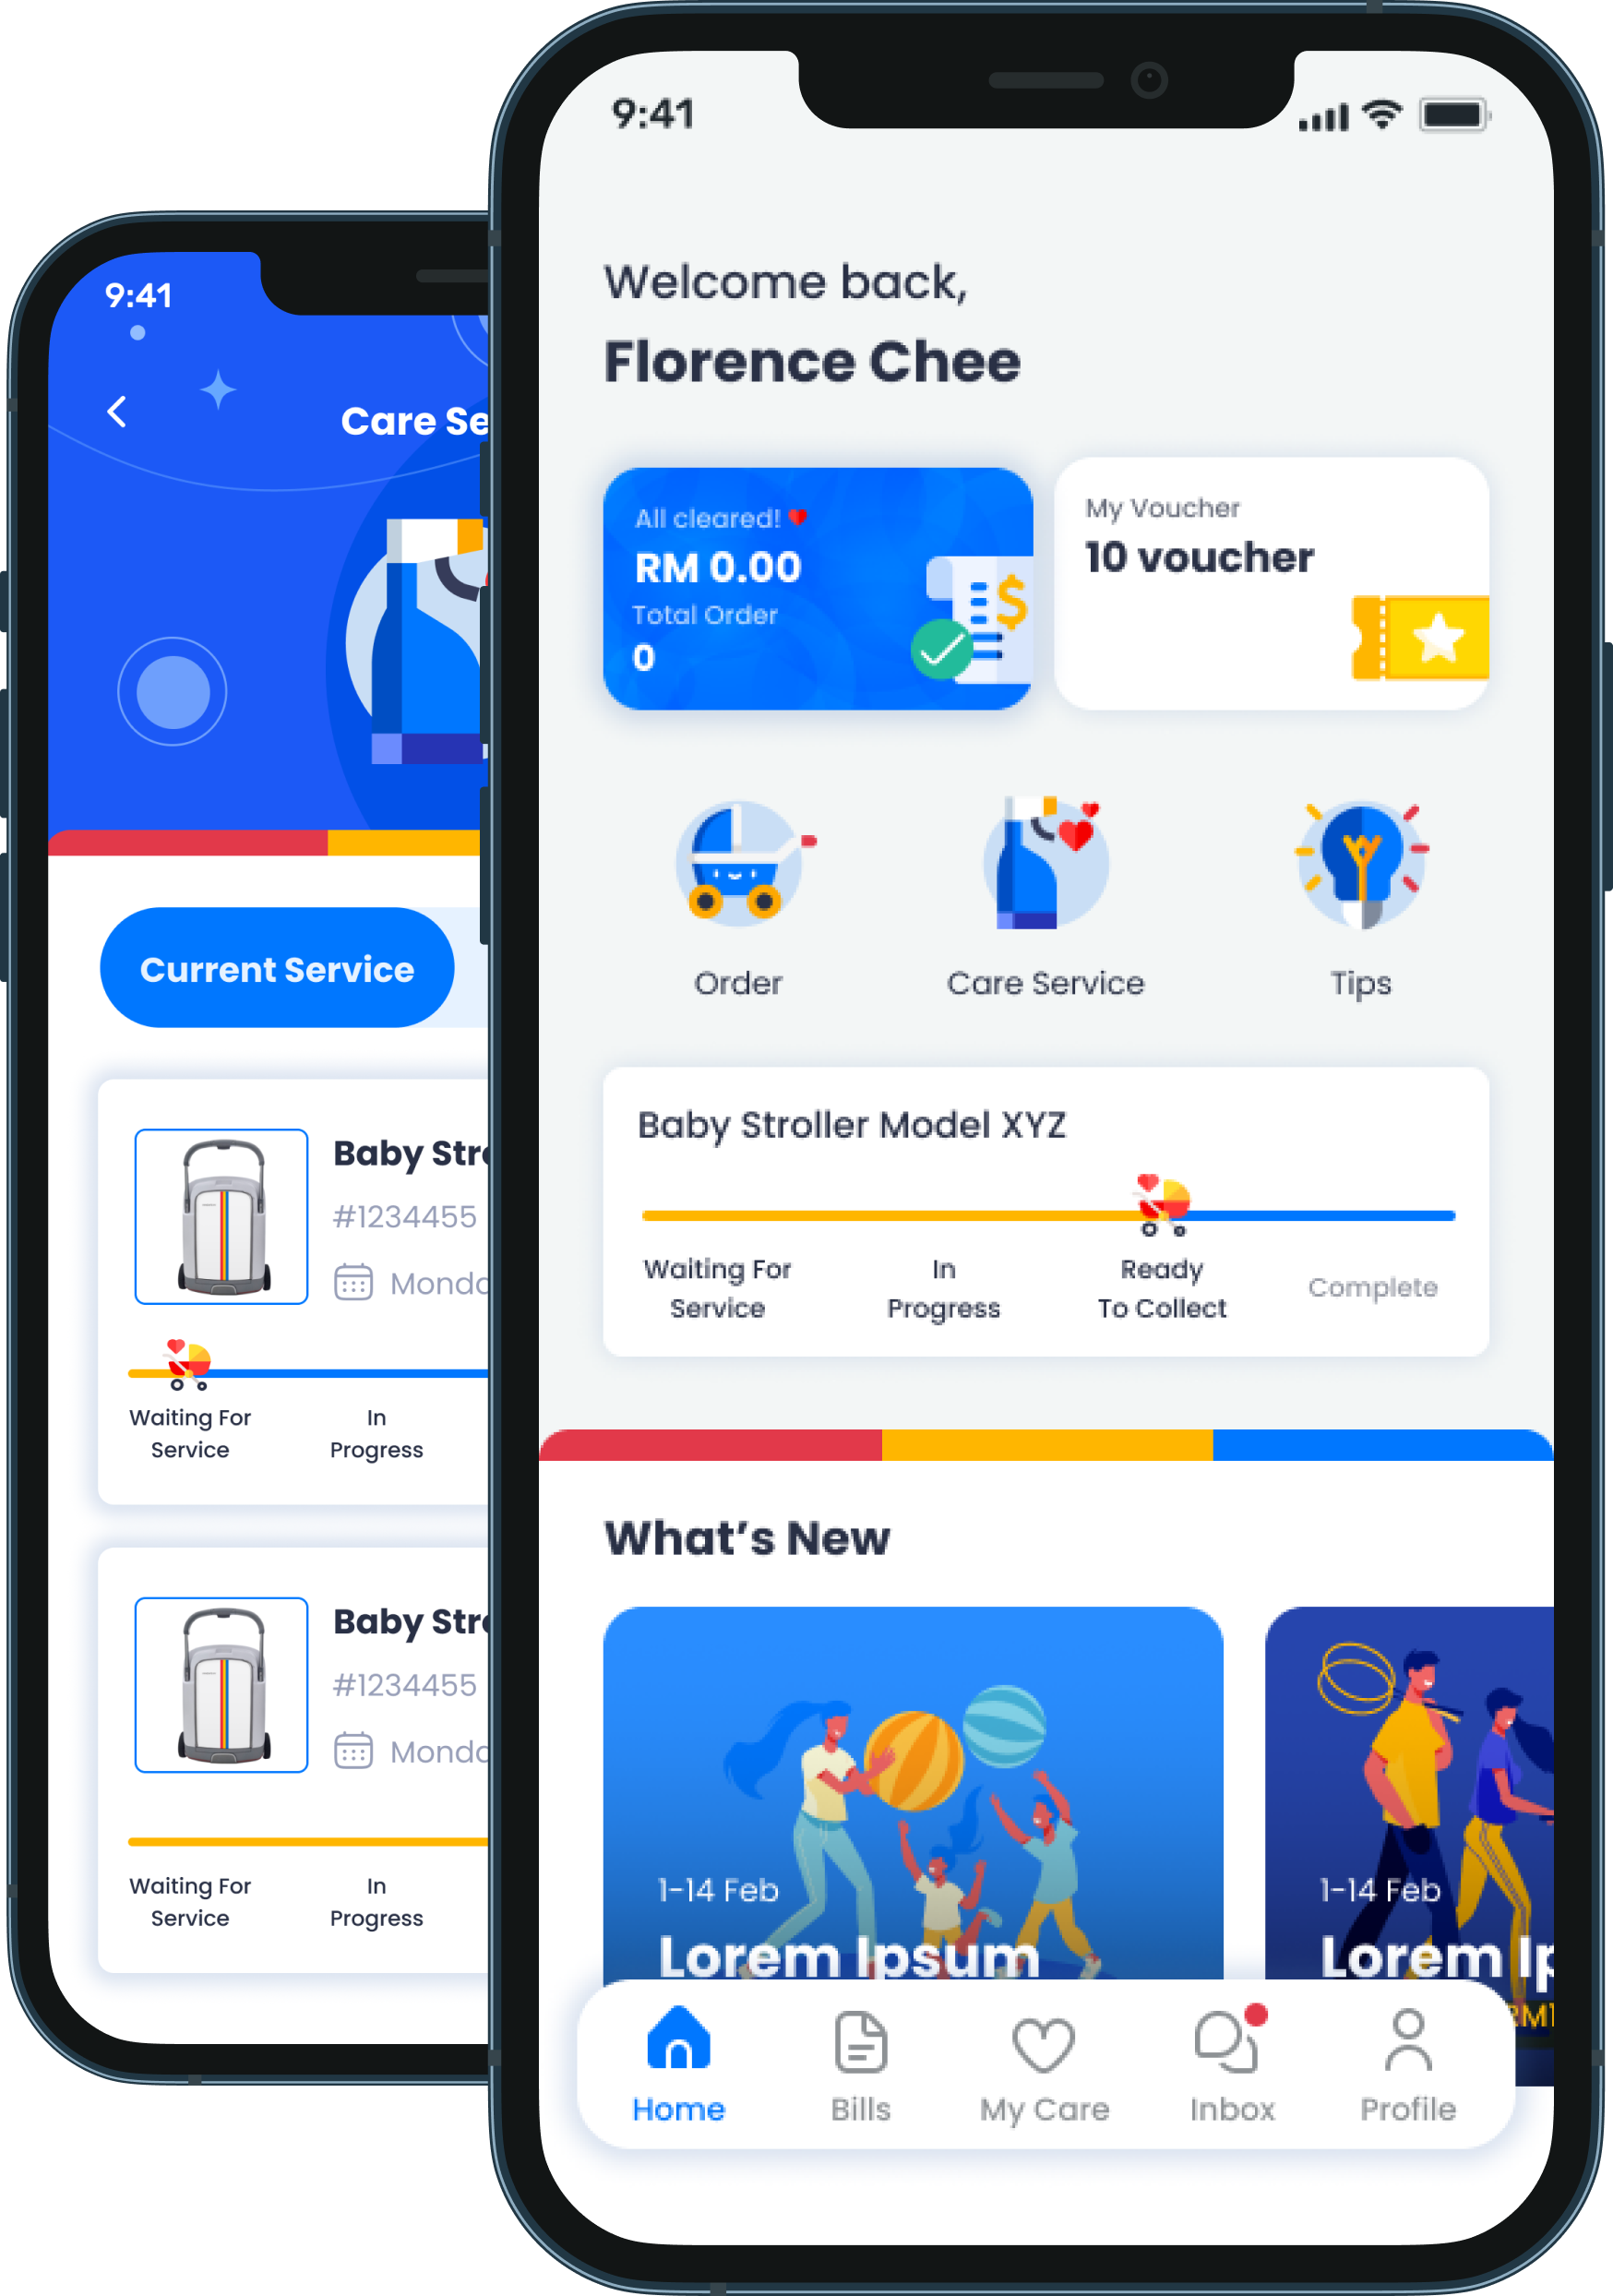 9:41
Care Se
Current Service
Baby Str
#1234455
Mond
Waiting For
Service
In
Progress
Baby Str
#1234455
Mond
Waiting For
Service
In
Progress
9:41
Welcome back,
Florence Chee
All cleared!
RM 0.00
Total Order
0
My Voucher
10 voucher
Order
Care Service
Tips
Baby Stroller Model XYZ
Waiting For
Service
In
Progress
Ready
To Collect
Complete
What's New
1-14 Feb
Lorem Ipsum
1-14 Feb
Lorem Ip
RM1
Home
Bills
My Care
Inbox
Profile